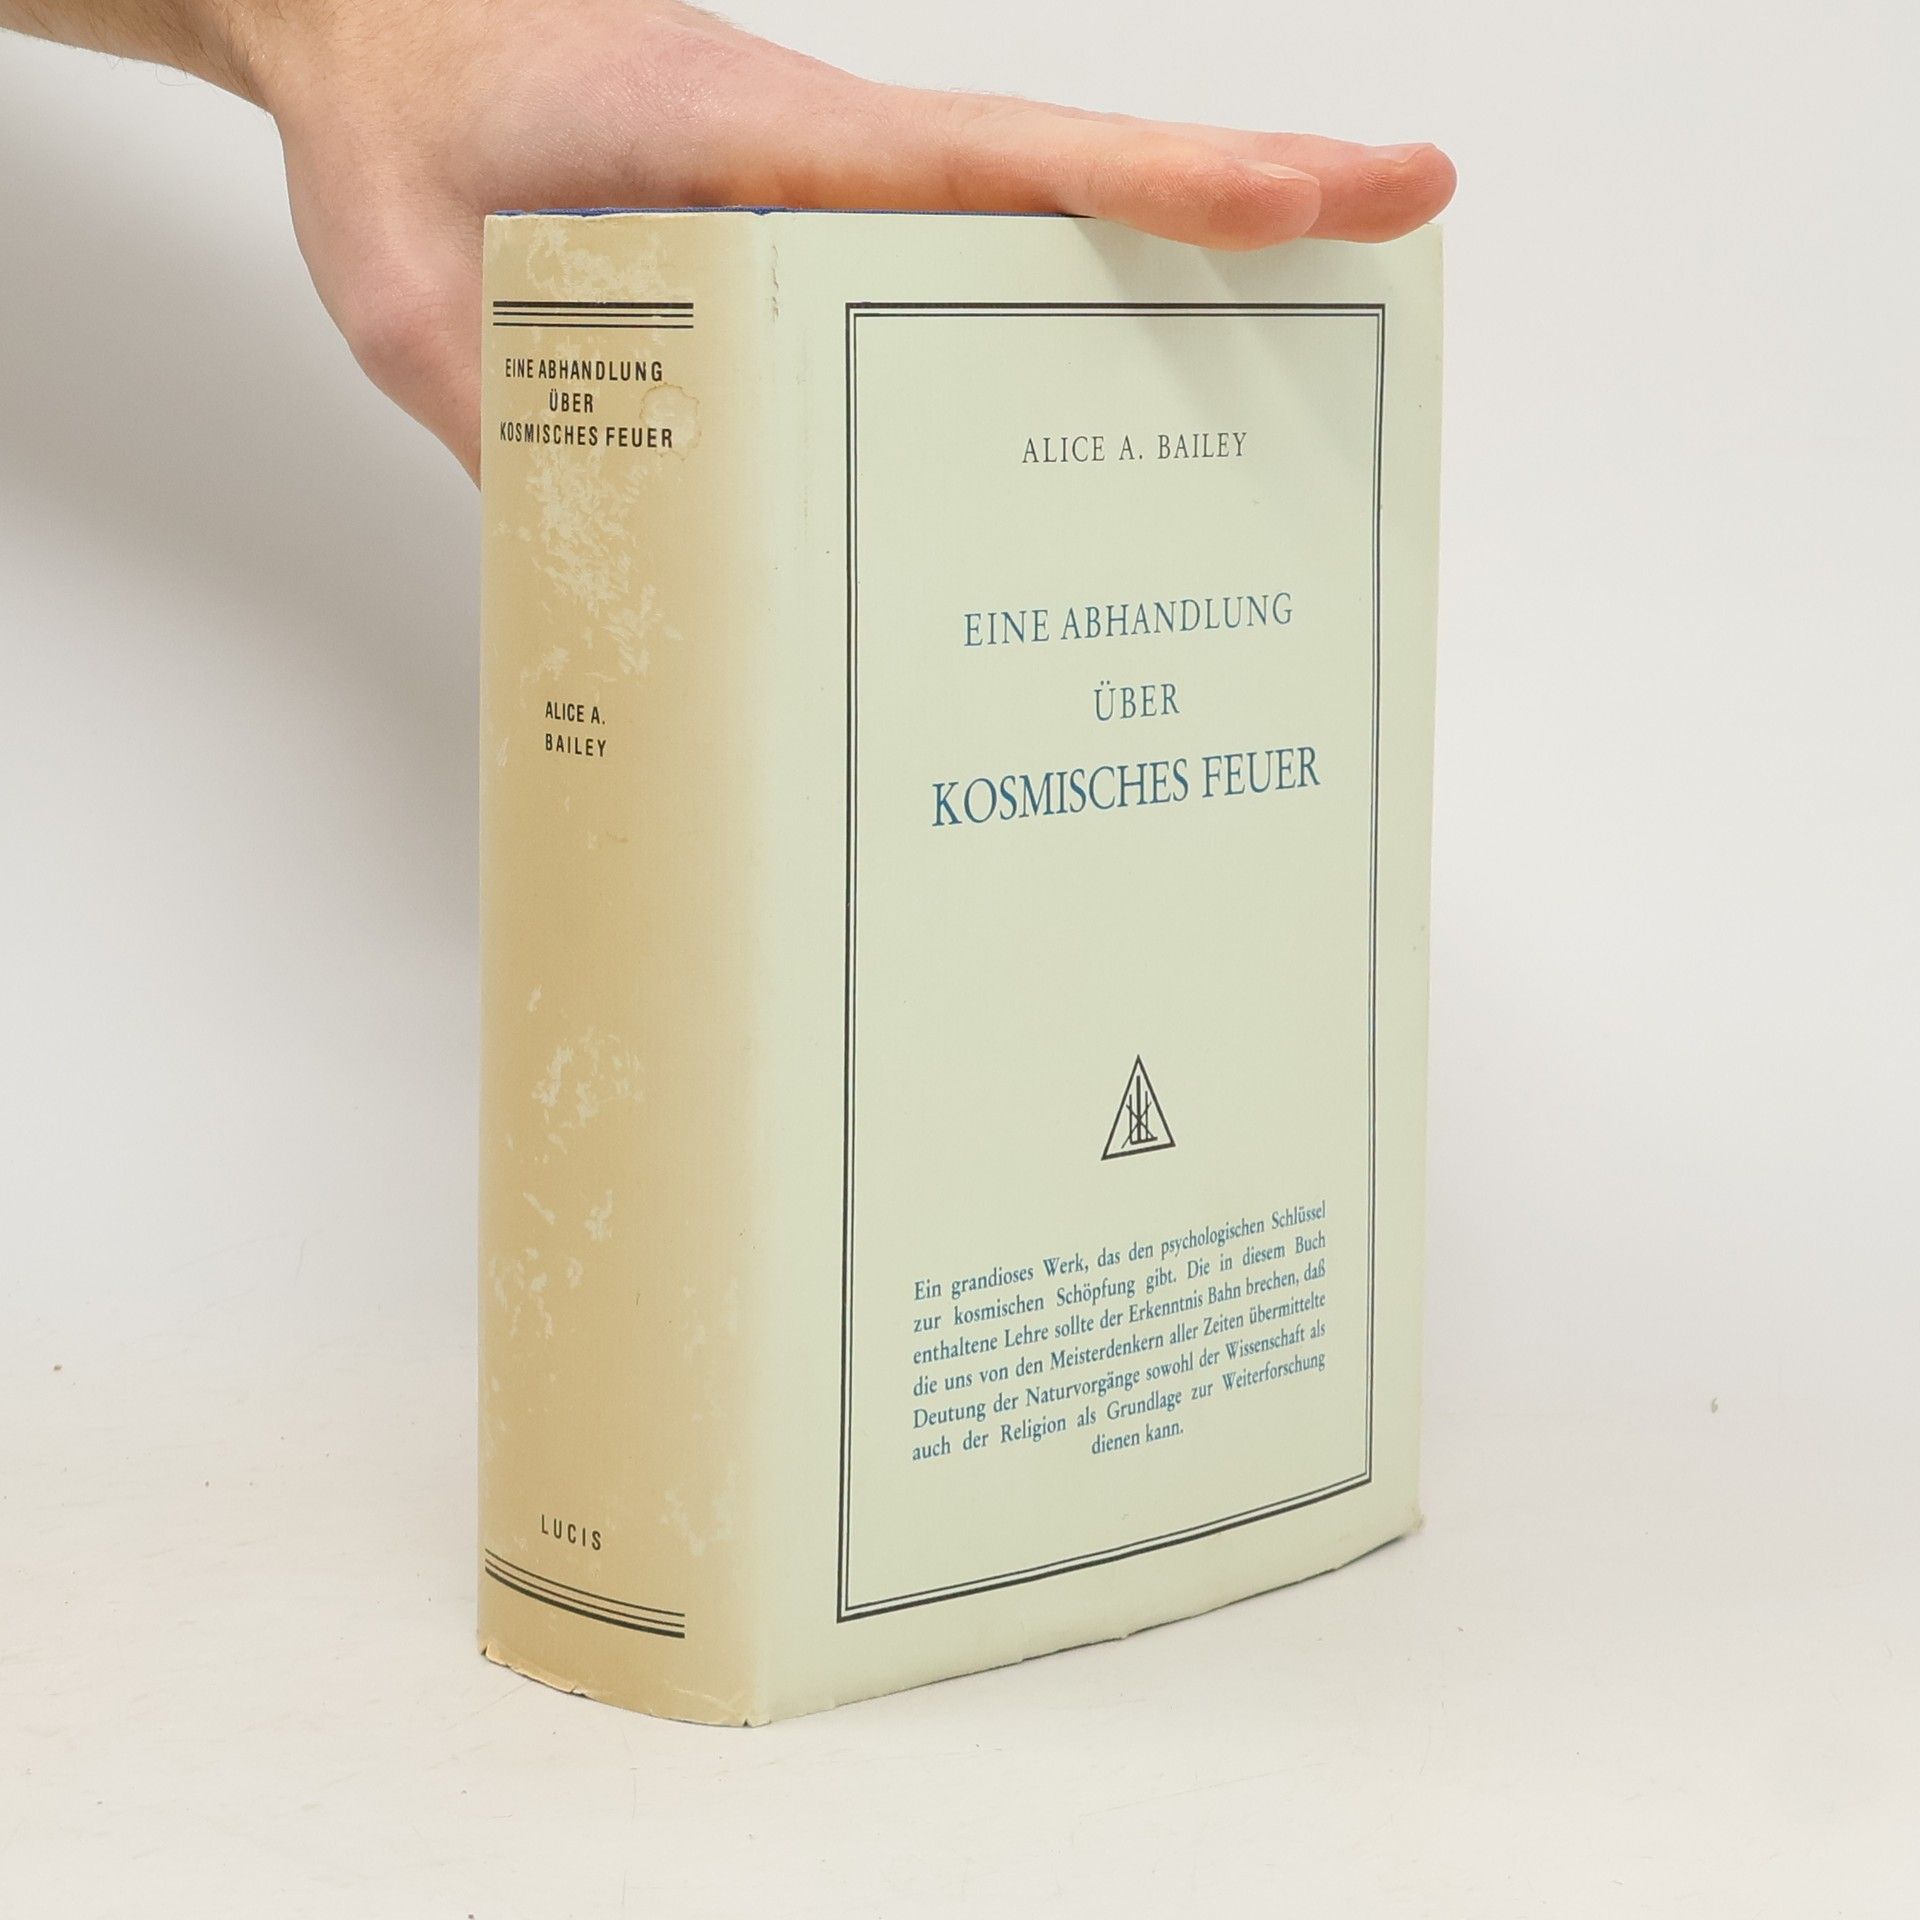 EINE ABHANDLUNG
ÜBER
KOSMISCHES FEUER
ALICE A.
BAILEY
LUCIS
ALICE A. BAILEY
EINE ABHANDLUNG
ÜBER
KOSMISCHES FEUER
Ein grandioses Werk, das den psychologischen Schlüssel
zur kosmischen Schöpfung gibt. Die in diesem Buch
enthaltene Lehre sollte der Erkenntnis Bahn brechen, daß
die uns von den Meisterdenkern aller Zeiten übermittelte
Deutung der Naturvorgänge sowohl der Wissenschaft als
auch der Religion als Grundlage zur Weiterforschung
dienen kann.